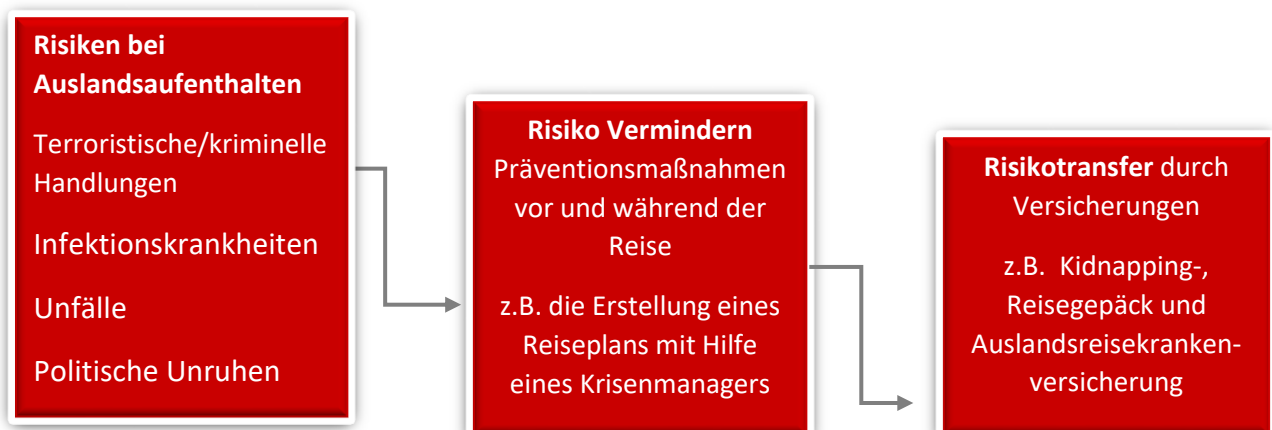 Risiken bei
Auslandsaufenthalten
Terroristische/kriminelle
Handlungen
Infektionskrankheiten
Unfälle
Politische Unruhen
Risiko Vermindern
Präventionsmaßnahmen
vor und während der
Reise
z.B. die Erstellung eines
Reiseplans mit Hilfe
eines Krisenmanagers
Risikotransfer durch
Versicherungen
z.B. Kidnapping-,
Reisegepäck und
Auslandsreisekranken-
versicherung